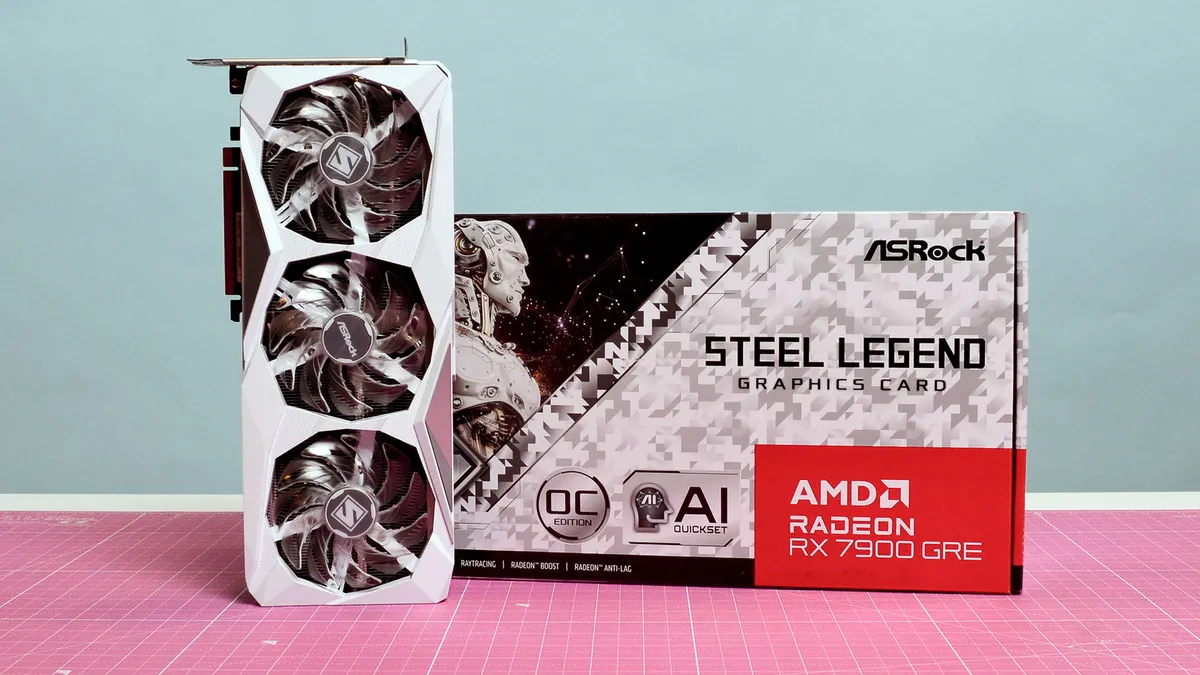 ASRock
ASRock
STEEL LEGEND
GRAPHICS CARD
OC
EDITION
AI
AI
QUICKSET
AMD
RADEON
RX 7900 GRE
RAYTRACING | RADEON™ BOOST | RADEON™ ANTI-LAG